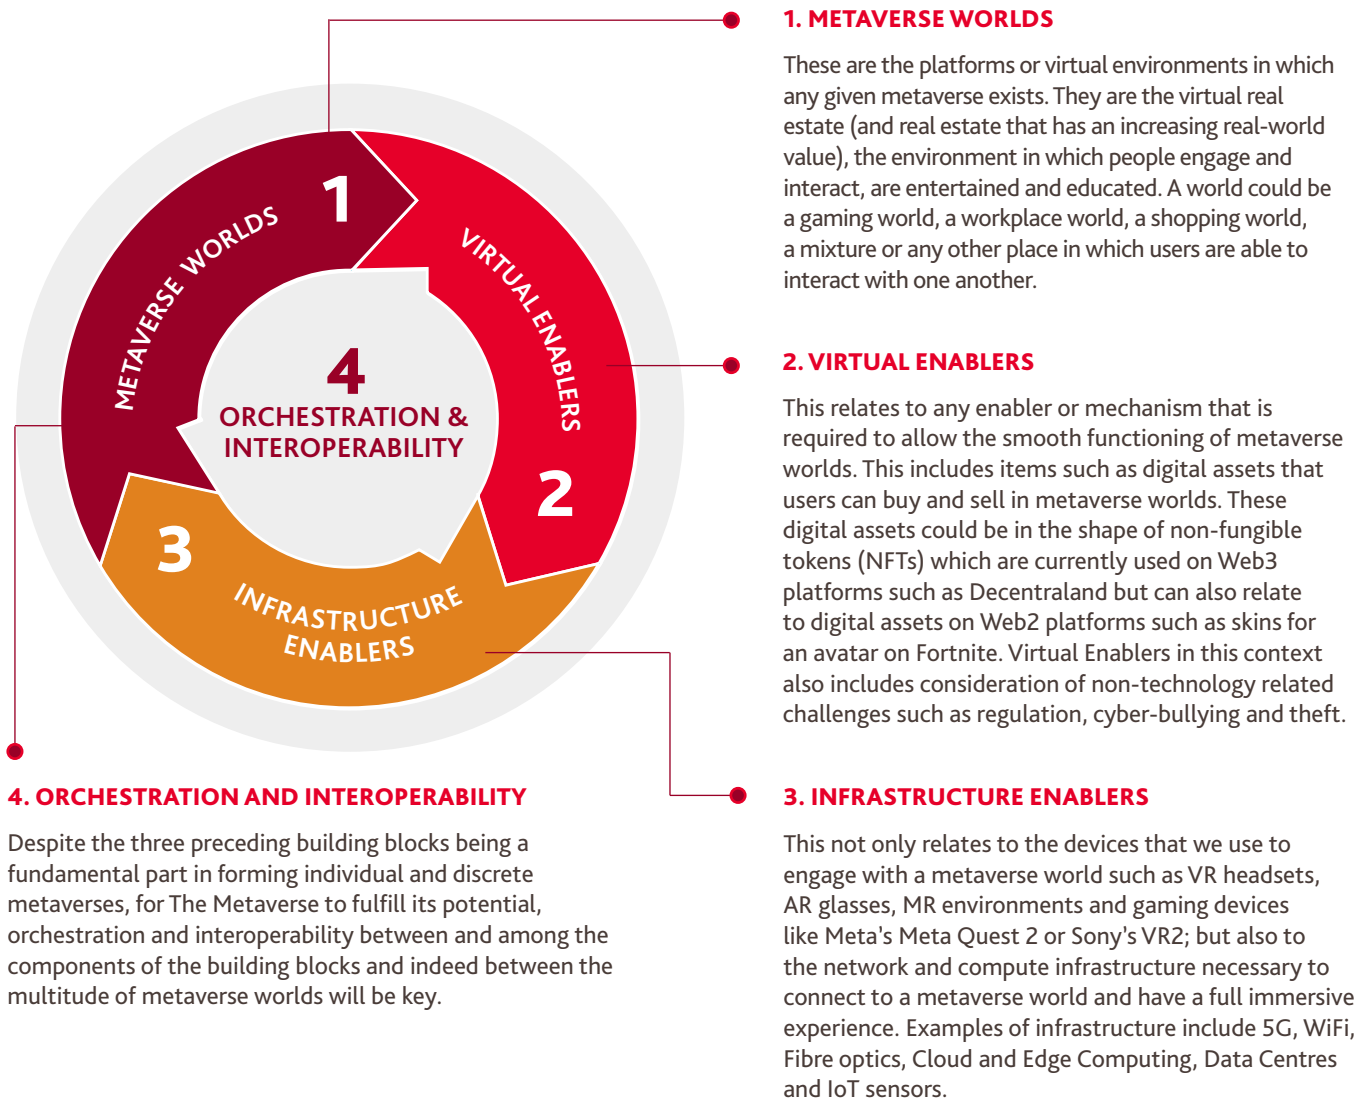 1. METAVERSE WORLDS
These are the platforms or virtual environments in which
any given metaverse exists. They are the virtual real
estate (and real estate that has an increasing real-world
value), the environment in which people engage and
interact, are entertained and educated. A world could be
a gaming world, a workplace world, a shopping world,
a mixture or any other place in which users are able to
interact with one another.
1
METAVERSE WORLDS
VIRTUAL ENABLERS
2
3
INFRASTRUCTURE
ENABLERS
4
ORCHESTRATION &
INTEROPERABILITY
2. VIRTUAL ENABLERS
This relates to any enabler or mechanism that is
required to allow the smooth functioning of metaverse
worlds. This includes items such as digital assets that
users can buy and sell in metaverse worlds. These
digital assets could be in the shape of non-fungible
tokens (NFTs) which are currently used on Web3
platforms such as Decentraland but can also relate
to digital assets on Web2 platforms such as skins for
an avatar on Fortnite. Virtual Enablers in this context
also includes consideration of non-technology related
challenges such as regulation, cyber-bullying and theft.
3. INFRASTRUCTURE ENABLERS
This not only relates to the devices that we use to
engage with a metaverse world such as VR headsets,
AR glasses, MR environments and gaming devices
like Meta's Meta Quest 2 or Sony's VR2; but also to
the network and compute infrastructure necessary to
connect to a metaverse world and have a full immersive
experience. Examples of infrastructure include 5G, WiFi,
Fibre optics, Cloud and Edge Computing, Data Centres
and IoT sensors.
4. ORCHESTRATION AND INTEROPERABILITY
Despite the three preceding building blocks being a
fundamental part in forming individual and discrete
metaverses, for The Metaverse to fulfill its potential,
orchestration and interoperability between and among the
components of the building blocks and indeed between the
multitude of metaverse worlds will be key.